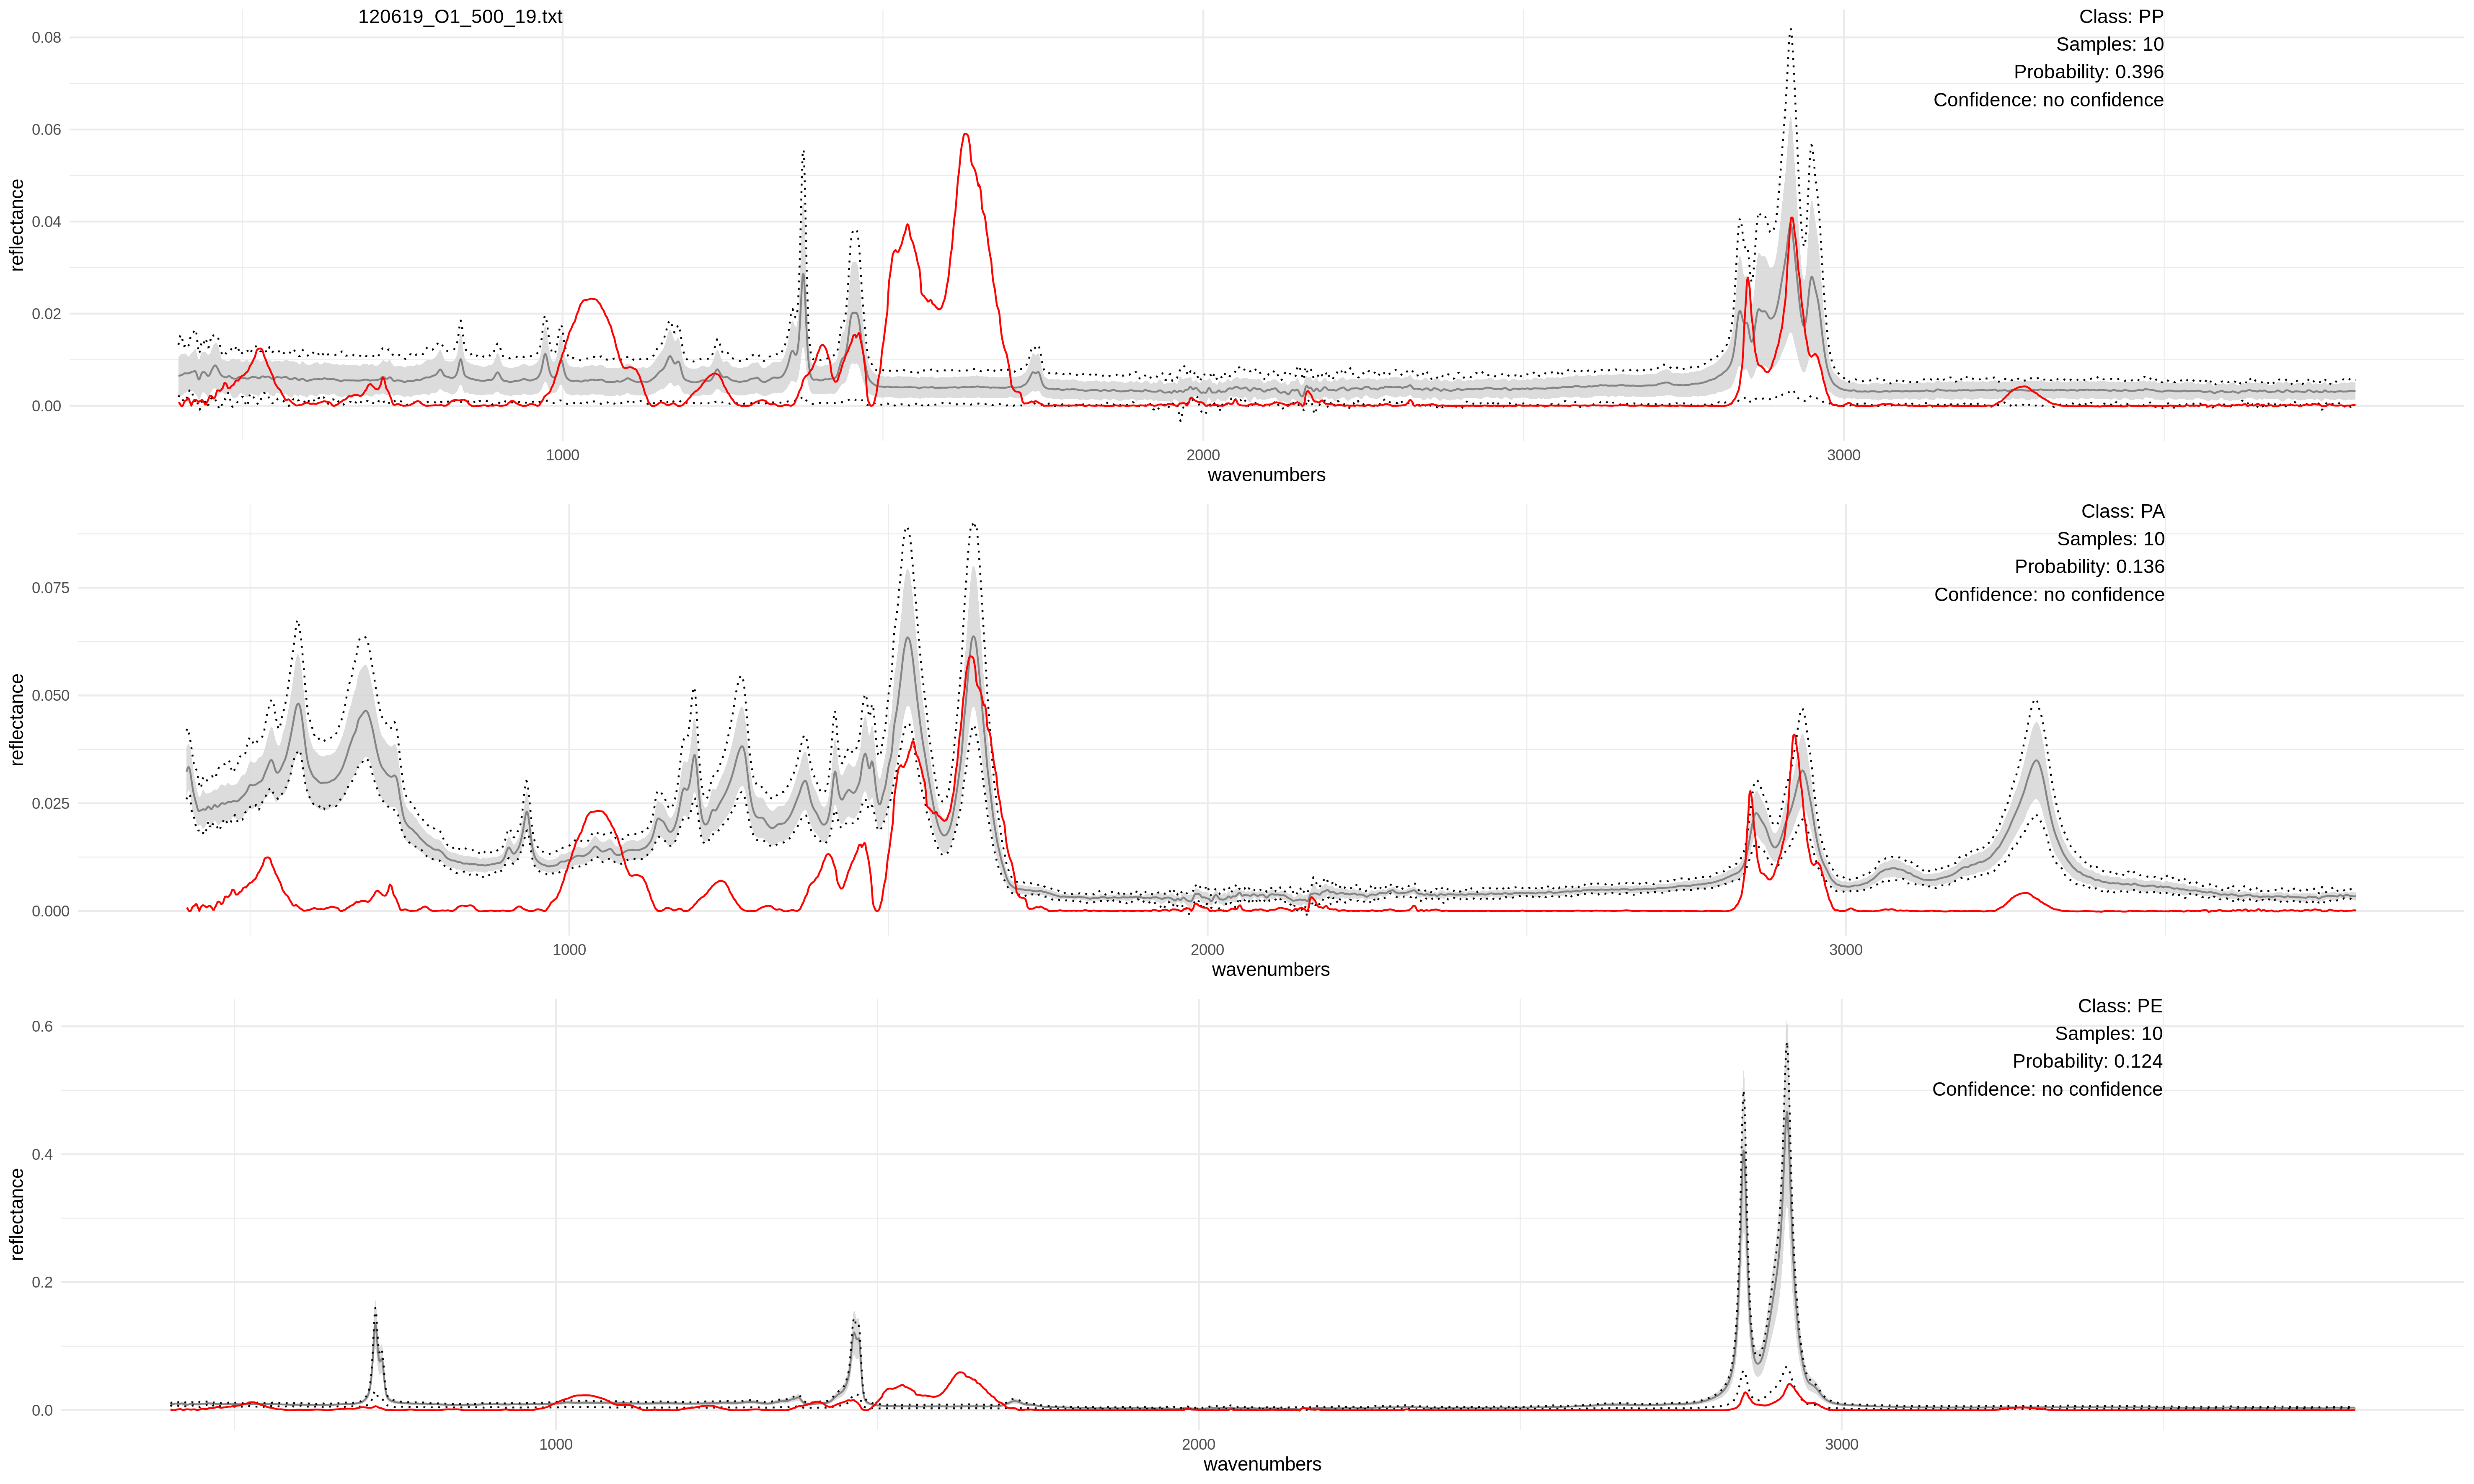 120619_O1_500_19.txt
Class: PP
Samples: 10
Probability: 0.396
Confidence: no confidence
0.08
0.06
0.04
0.02
0.00
reflectance
1000
2000
3000
wavenumbers
Class: PA
Samples: 10
Probability: 0.136
Confidence: no confidence
0.075
0.050
0.025
0.000
reflectance
1000
2000
3000
wavenumbers
Class: PE
Samples: 10
Probability: 0.124
Confidence: no confidence
0.6
0.4
0.2
0.0
reflectance
1000
2000
3000
wavenumbers